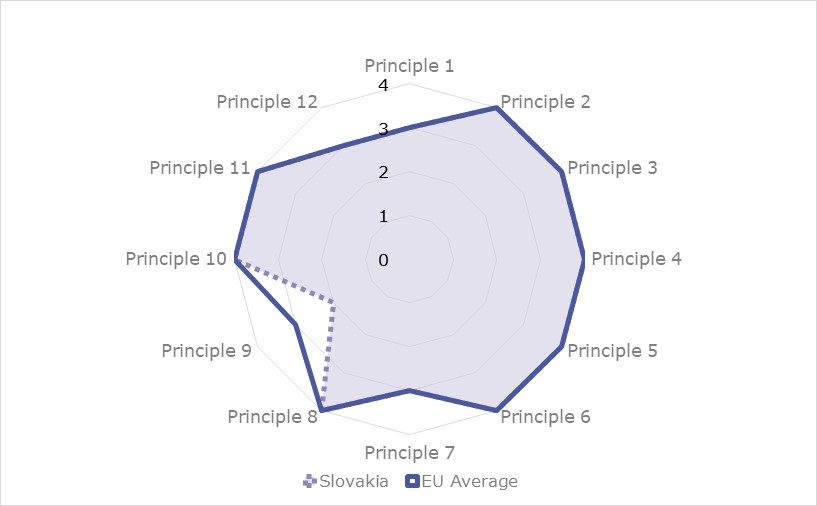 Principle 1
Principle 2
Principle 3
Principle 4
Principle 5
Principle 6
Principle 7
Principle 8
Principle 9
Principle 10
Principle 11
Principle 12
4
3
2
1
0
Slovakia
EU Average